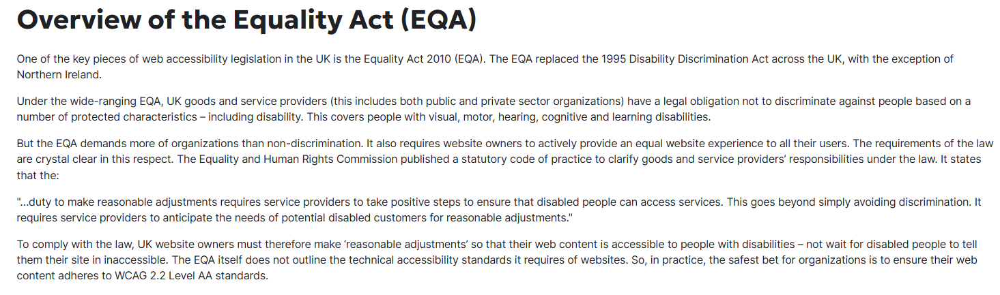 Overview of the Equality Act (EQA)
One of the key pieces of web accessibility legislation in the UK is the Equality Act 2010 (EQA). The EQA replaced the 1995 Disability Discrimination Act across the UK, with the exception of
Northern Ireland.
Under the wide-ranging EQA, UK goods and service providers (this includes both public and private sector organizations) have a legal obligation not to discriminate against people based on a
number of protected characteristics – including disability. This covers people with visual, motor, hearing, cognitive and learning disabilities.
But the EQA demands more of organizations than non-discrimination. It also requires website owners to actively provide an equal website experience to all their users. The requirements of the law
are crystal clear in this respect. The Equality and Human Rights Commission published a statutory code of practice to clarify goods and service providers’ responsibilities under the law. It states
that the:
"…duty to make reasonable adjustments requires service providers to take positive steps to ensure that disabled people can access services. This goes beyond simply avoiding discrimination. It
requires service providers to anticipate the needs of potential disabled customers for reasonable adjustments."
To comply with the law, UK website owners must therefore make ‘reasonable adjustments’ so that their web content is accessible to people with disabilities – not wait for disabled people to tell
them their site in inaccessible. The EQA itself does not outline the technical accessibility standards it requires of websites. So, in practice, the safest bet for organizations is to ensure their web
content adheres to WCAG 2.2 Level AA standards.